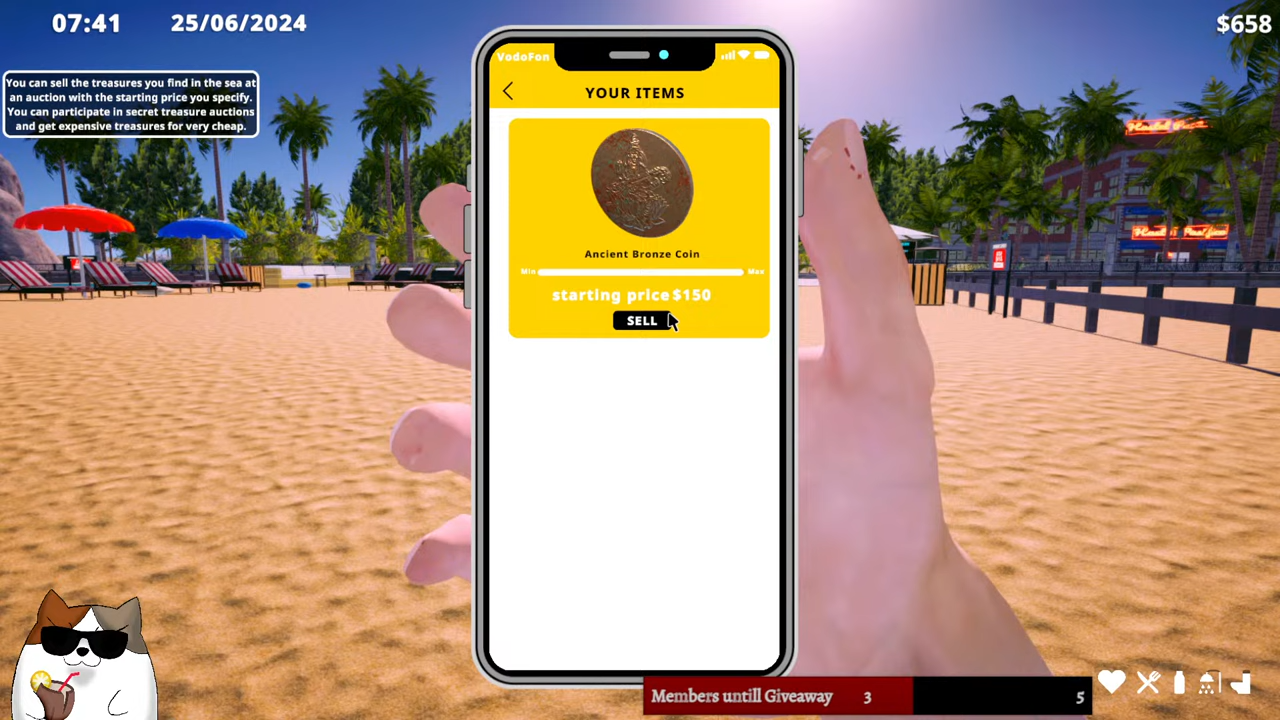 07:41 25/06/2024
$658
You can sell the treasures you find in the sea at
an auction with the starting price you specify.
You can participate in secret treasure auctions
and get expensive treasures for very cheap.
VodoFon
YOUR ITEMS
Ancient Bronze Coin
Min Max
starting price $150
SELL
Members untill Giveaway 3 5